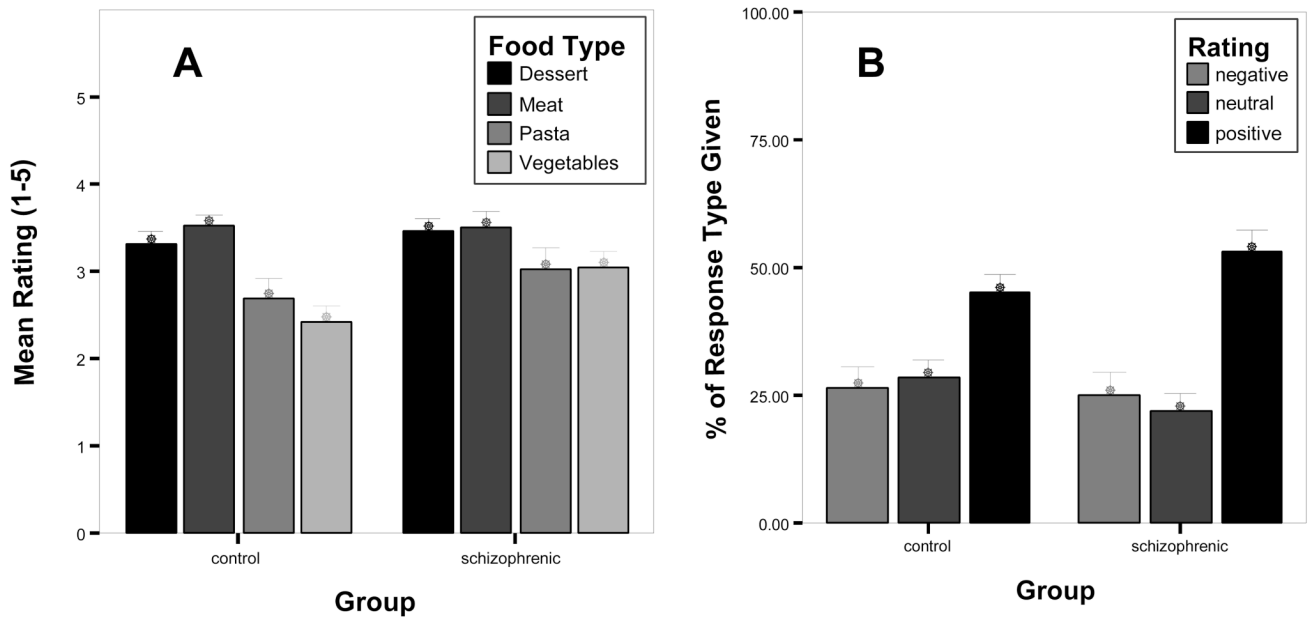 A
Food Type
Dessert
Meat
Pasta
Vegetables
Mean Rating (1-5)
5
4
3
2
1
0
control
schizophrenic
Group
B
Rating
negative
neutral
positive
% of Response Type Given
100.00
75.00
50.00
25.00
0.00
control
schizophrenic
Group